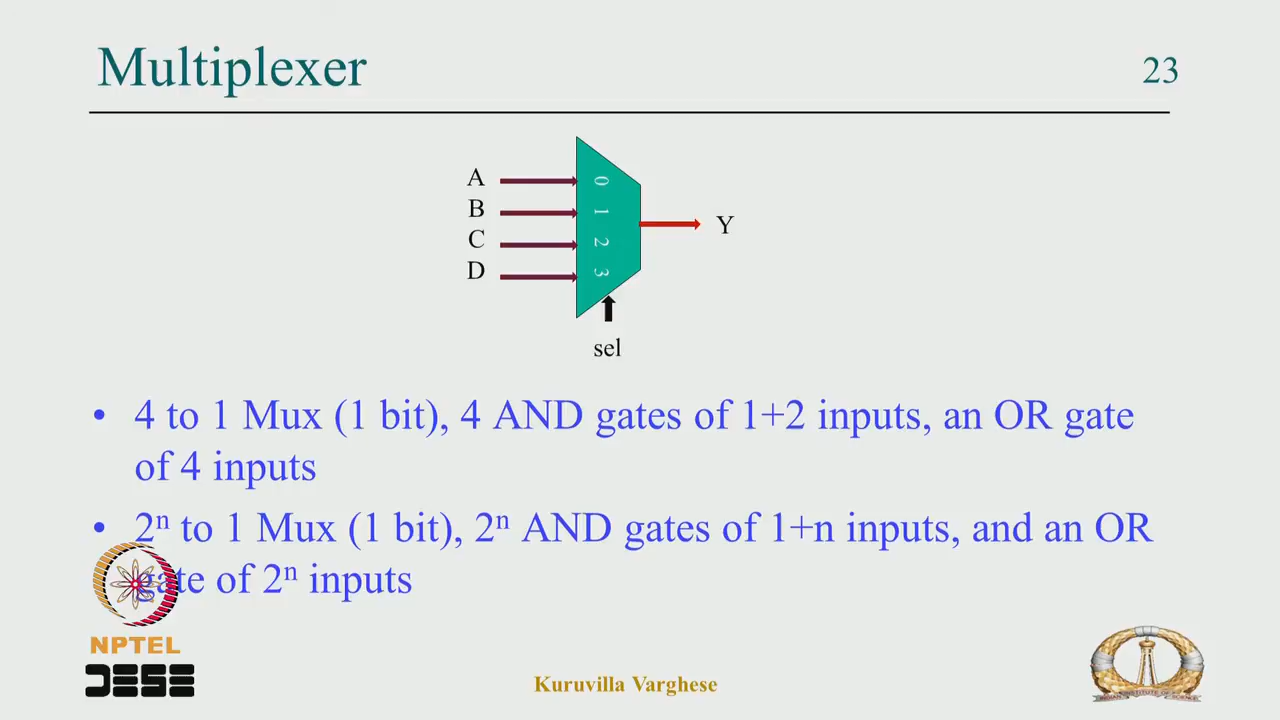 Multiplexer
23
A
B
C
D
0
1
2
3
Y
sel
• 4 to 1 Mux (1 bit), 4 AND gates of 1+2 inputs, an OR gate
of 4 inputs
• 2ⁿ to 1 Mux (1 bit), 2ⁿ AND gates of 1+n inputs, and an OR
gate of 2ⁿ inputs
NPTEL
DESE
Kuruvilla Varghese